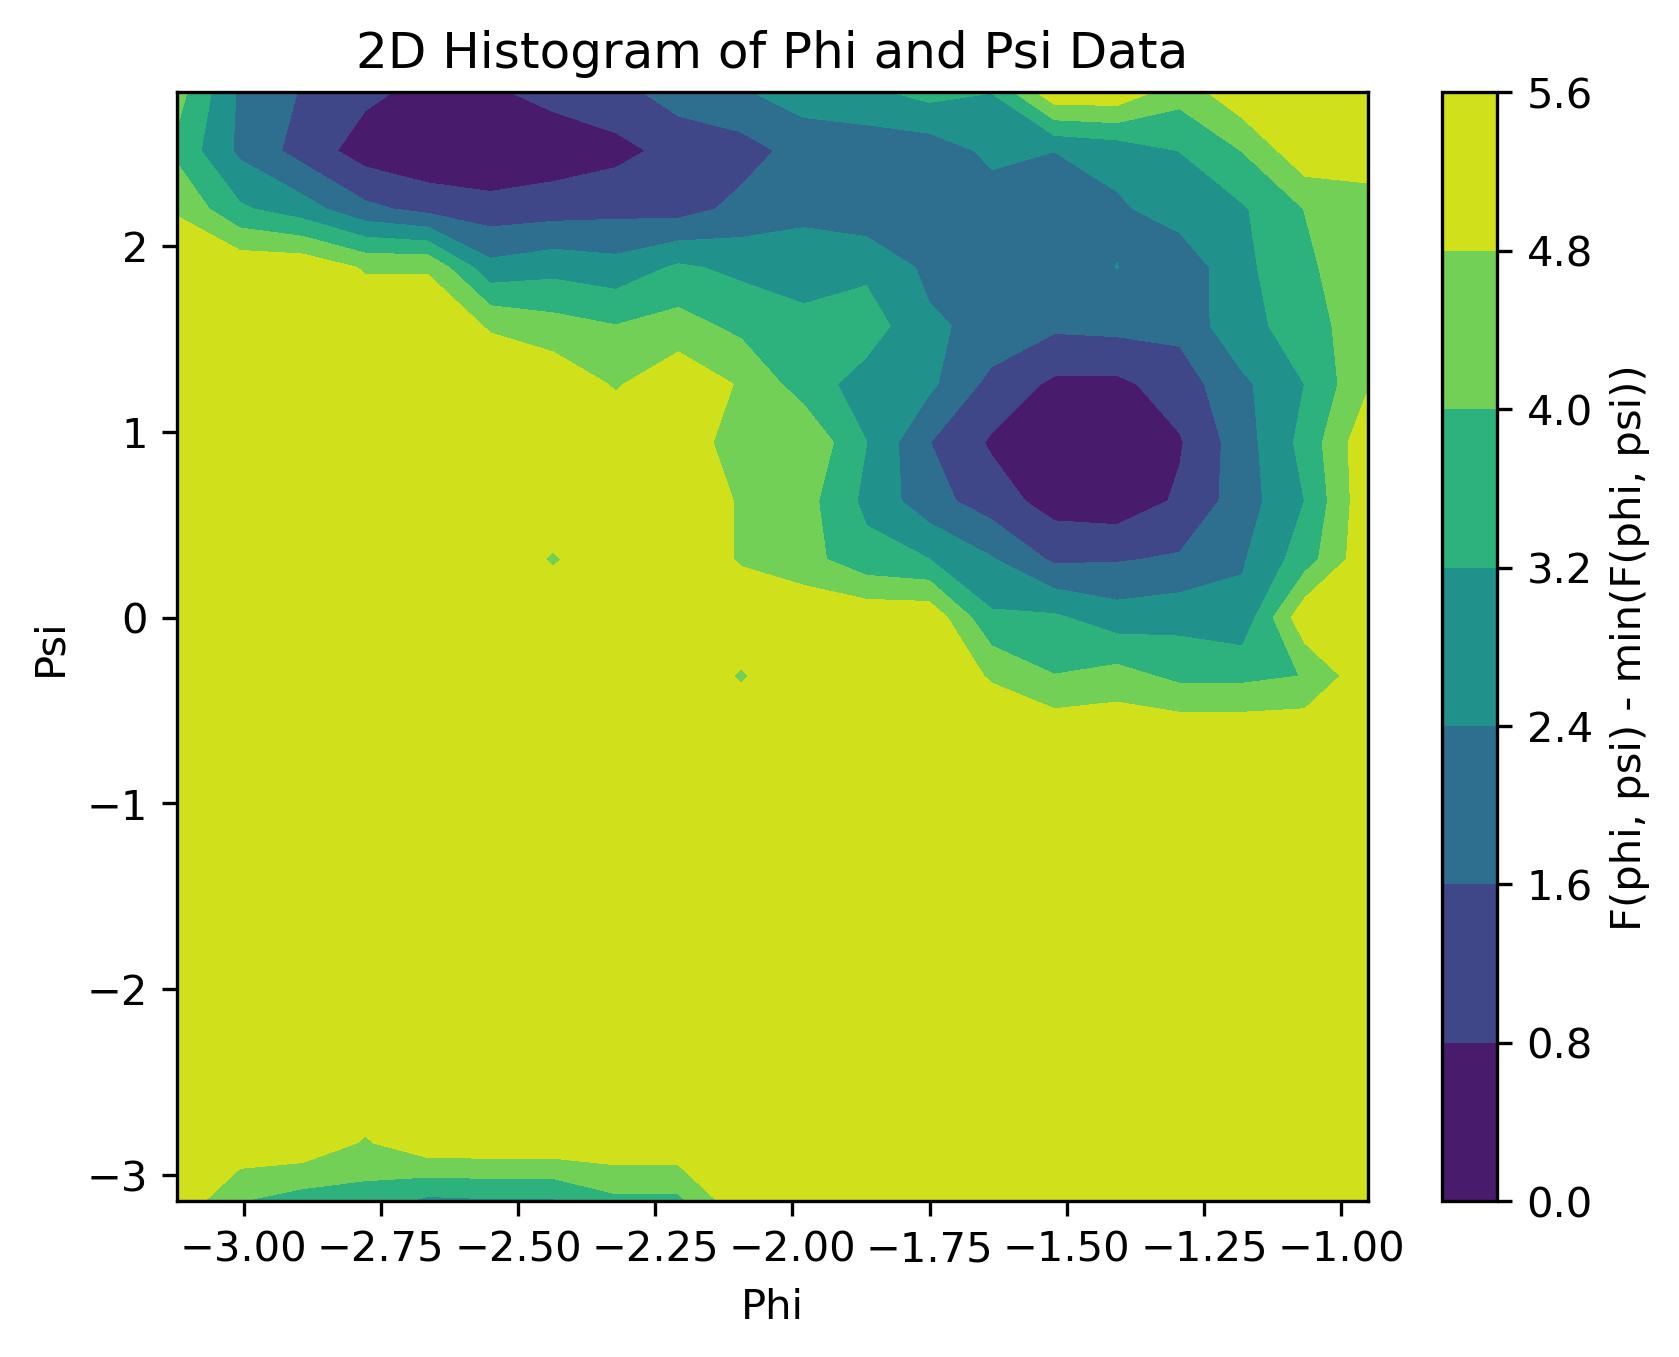 2D Histogram of Phi and Psi Data
5.6
4.8
4.0
3.2
2.4
1.6
0.8
0.0
F(phi, psi) - min(F(phi, psi))
2
1
0
−1
−2
−3
Psi
−3.00 −2.75 −2.50 −2.25 −2.00 −1.75 −1.50 −1.25 −1.00
Phi